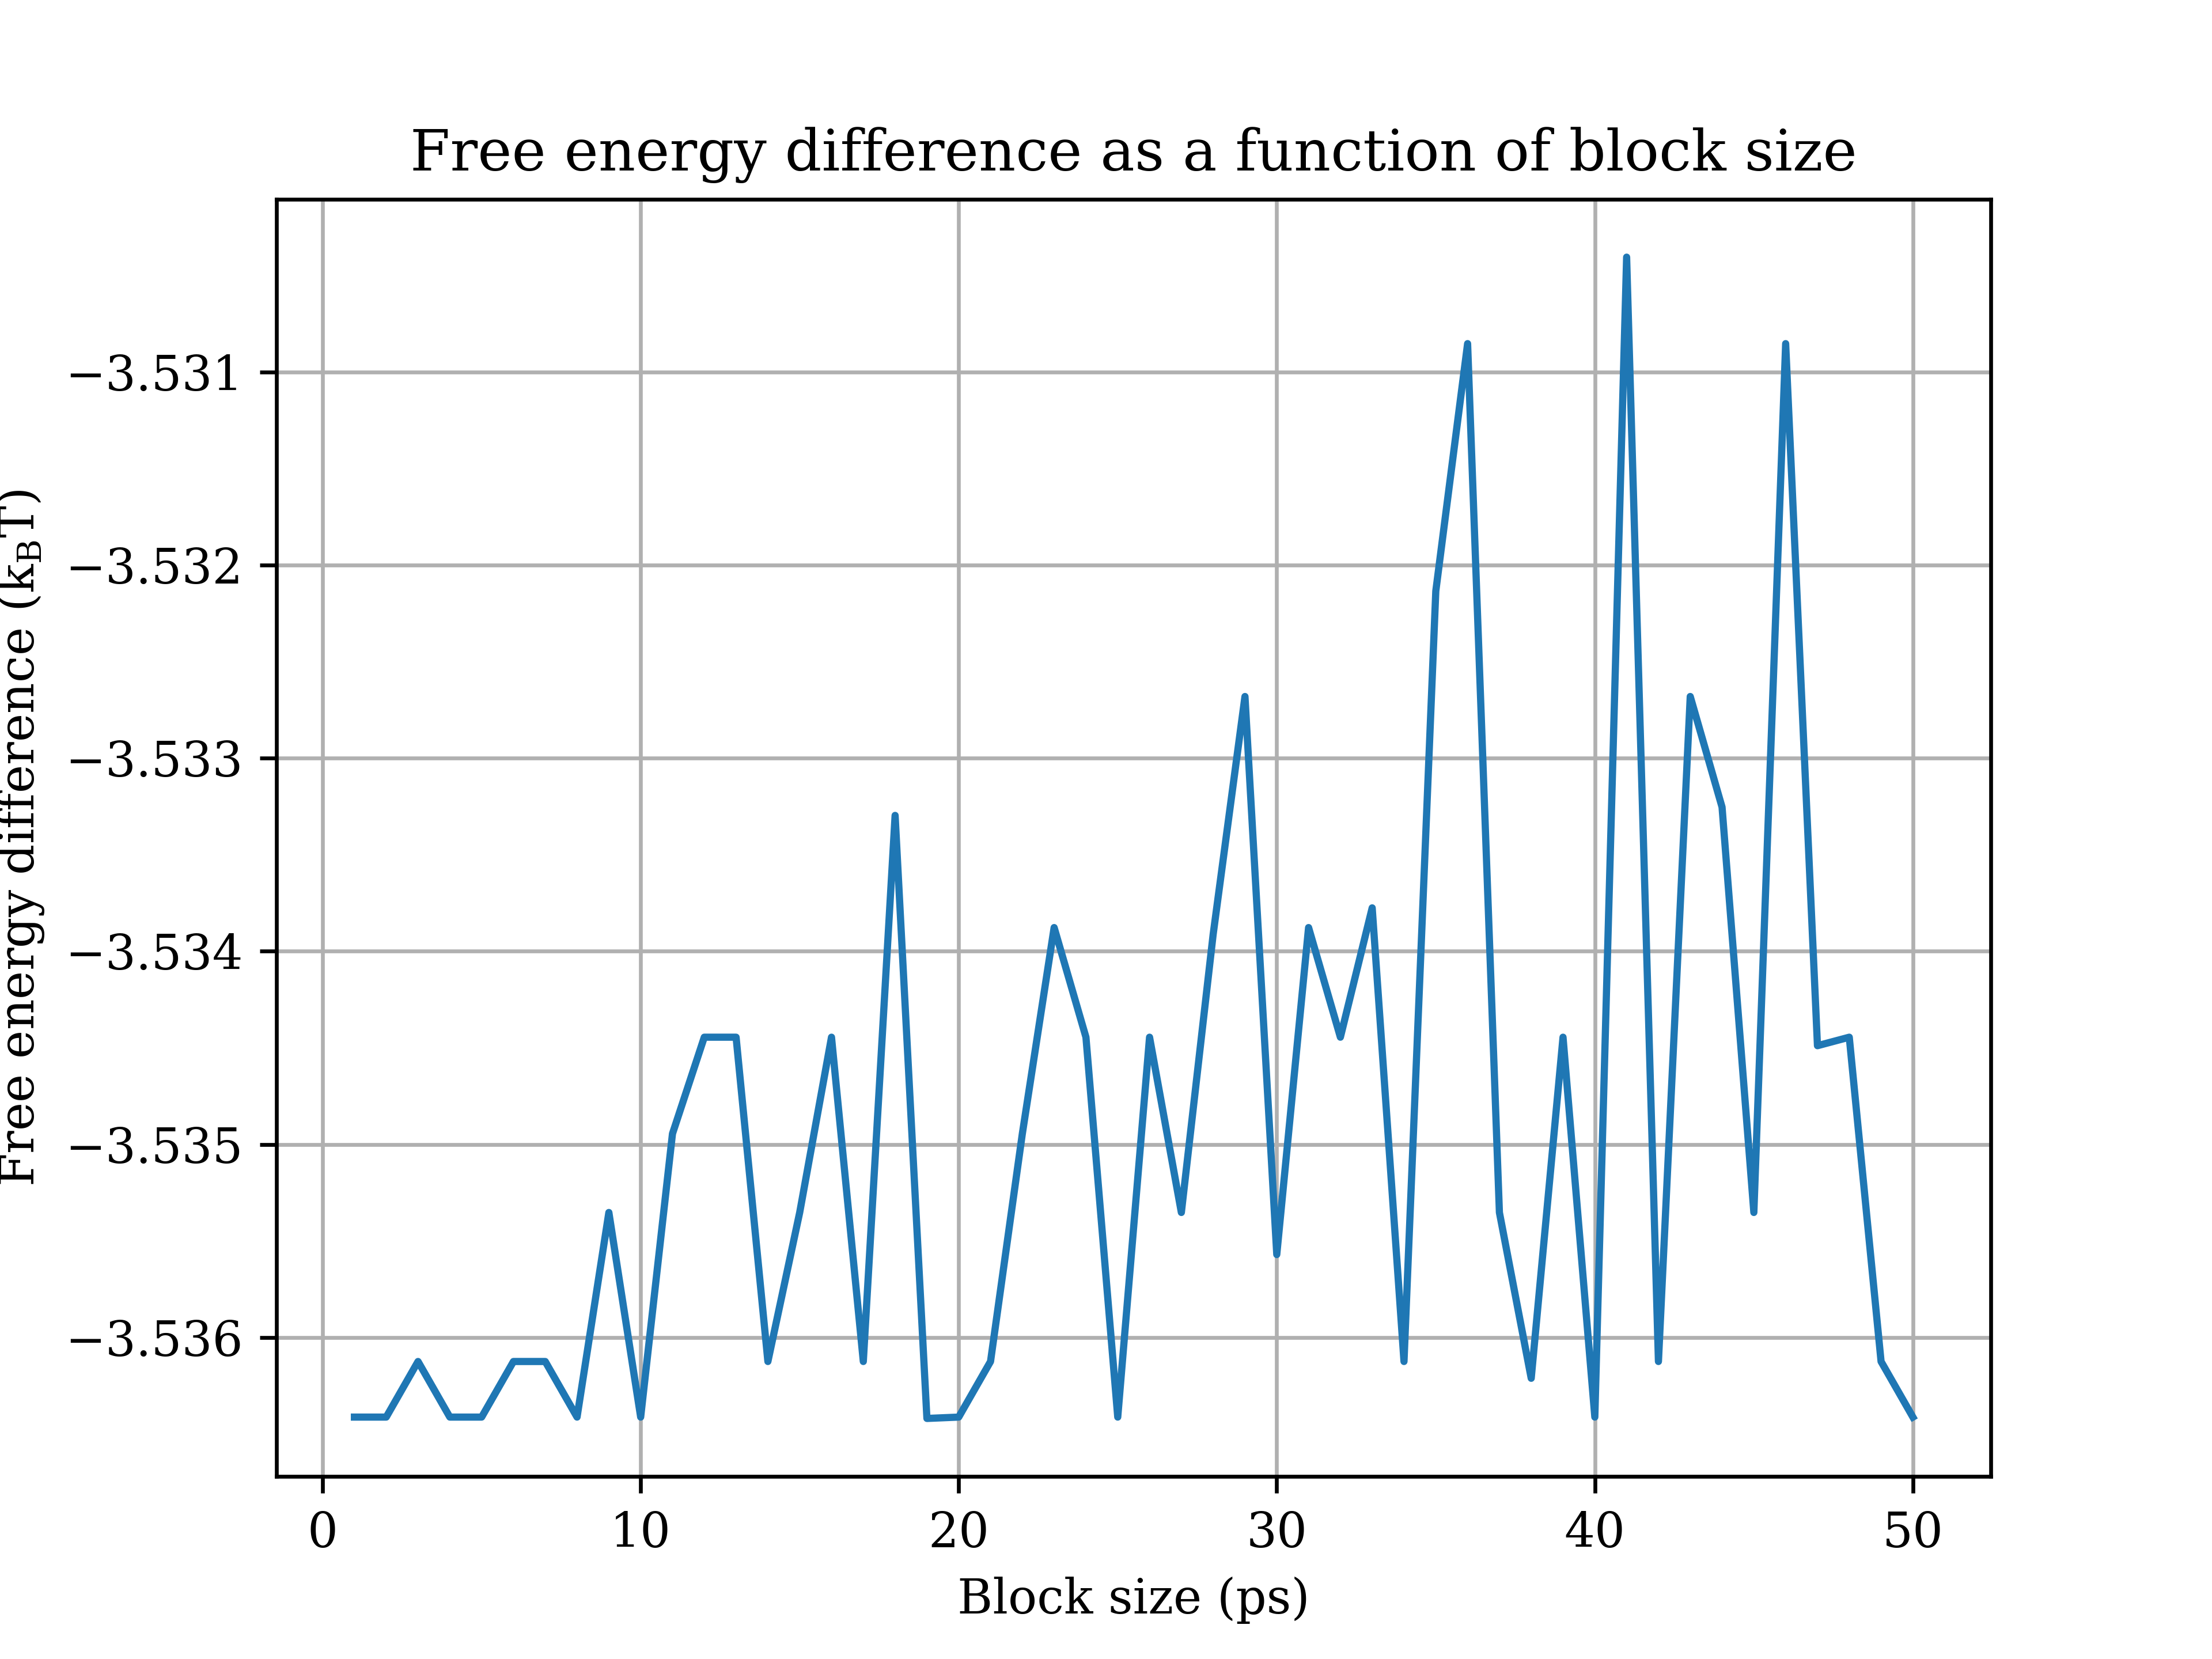 Free energy difference as a function of block size
Free energy difference (k_BT)
−3.531
−3.532
−3.533
−3.534
−3.535
−3.536
0 10 20 30 40 50
Block size (ps)